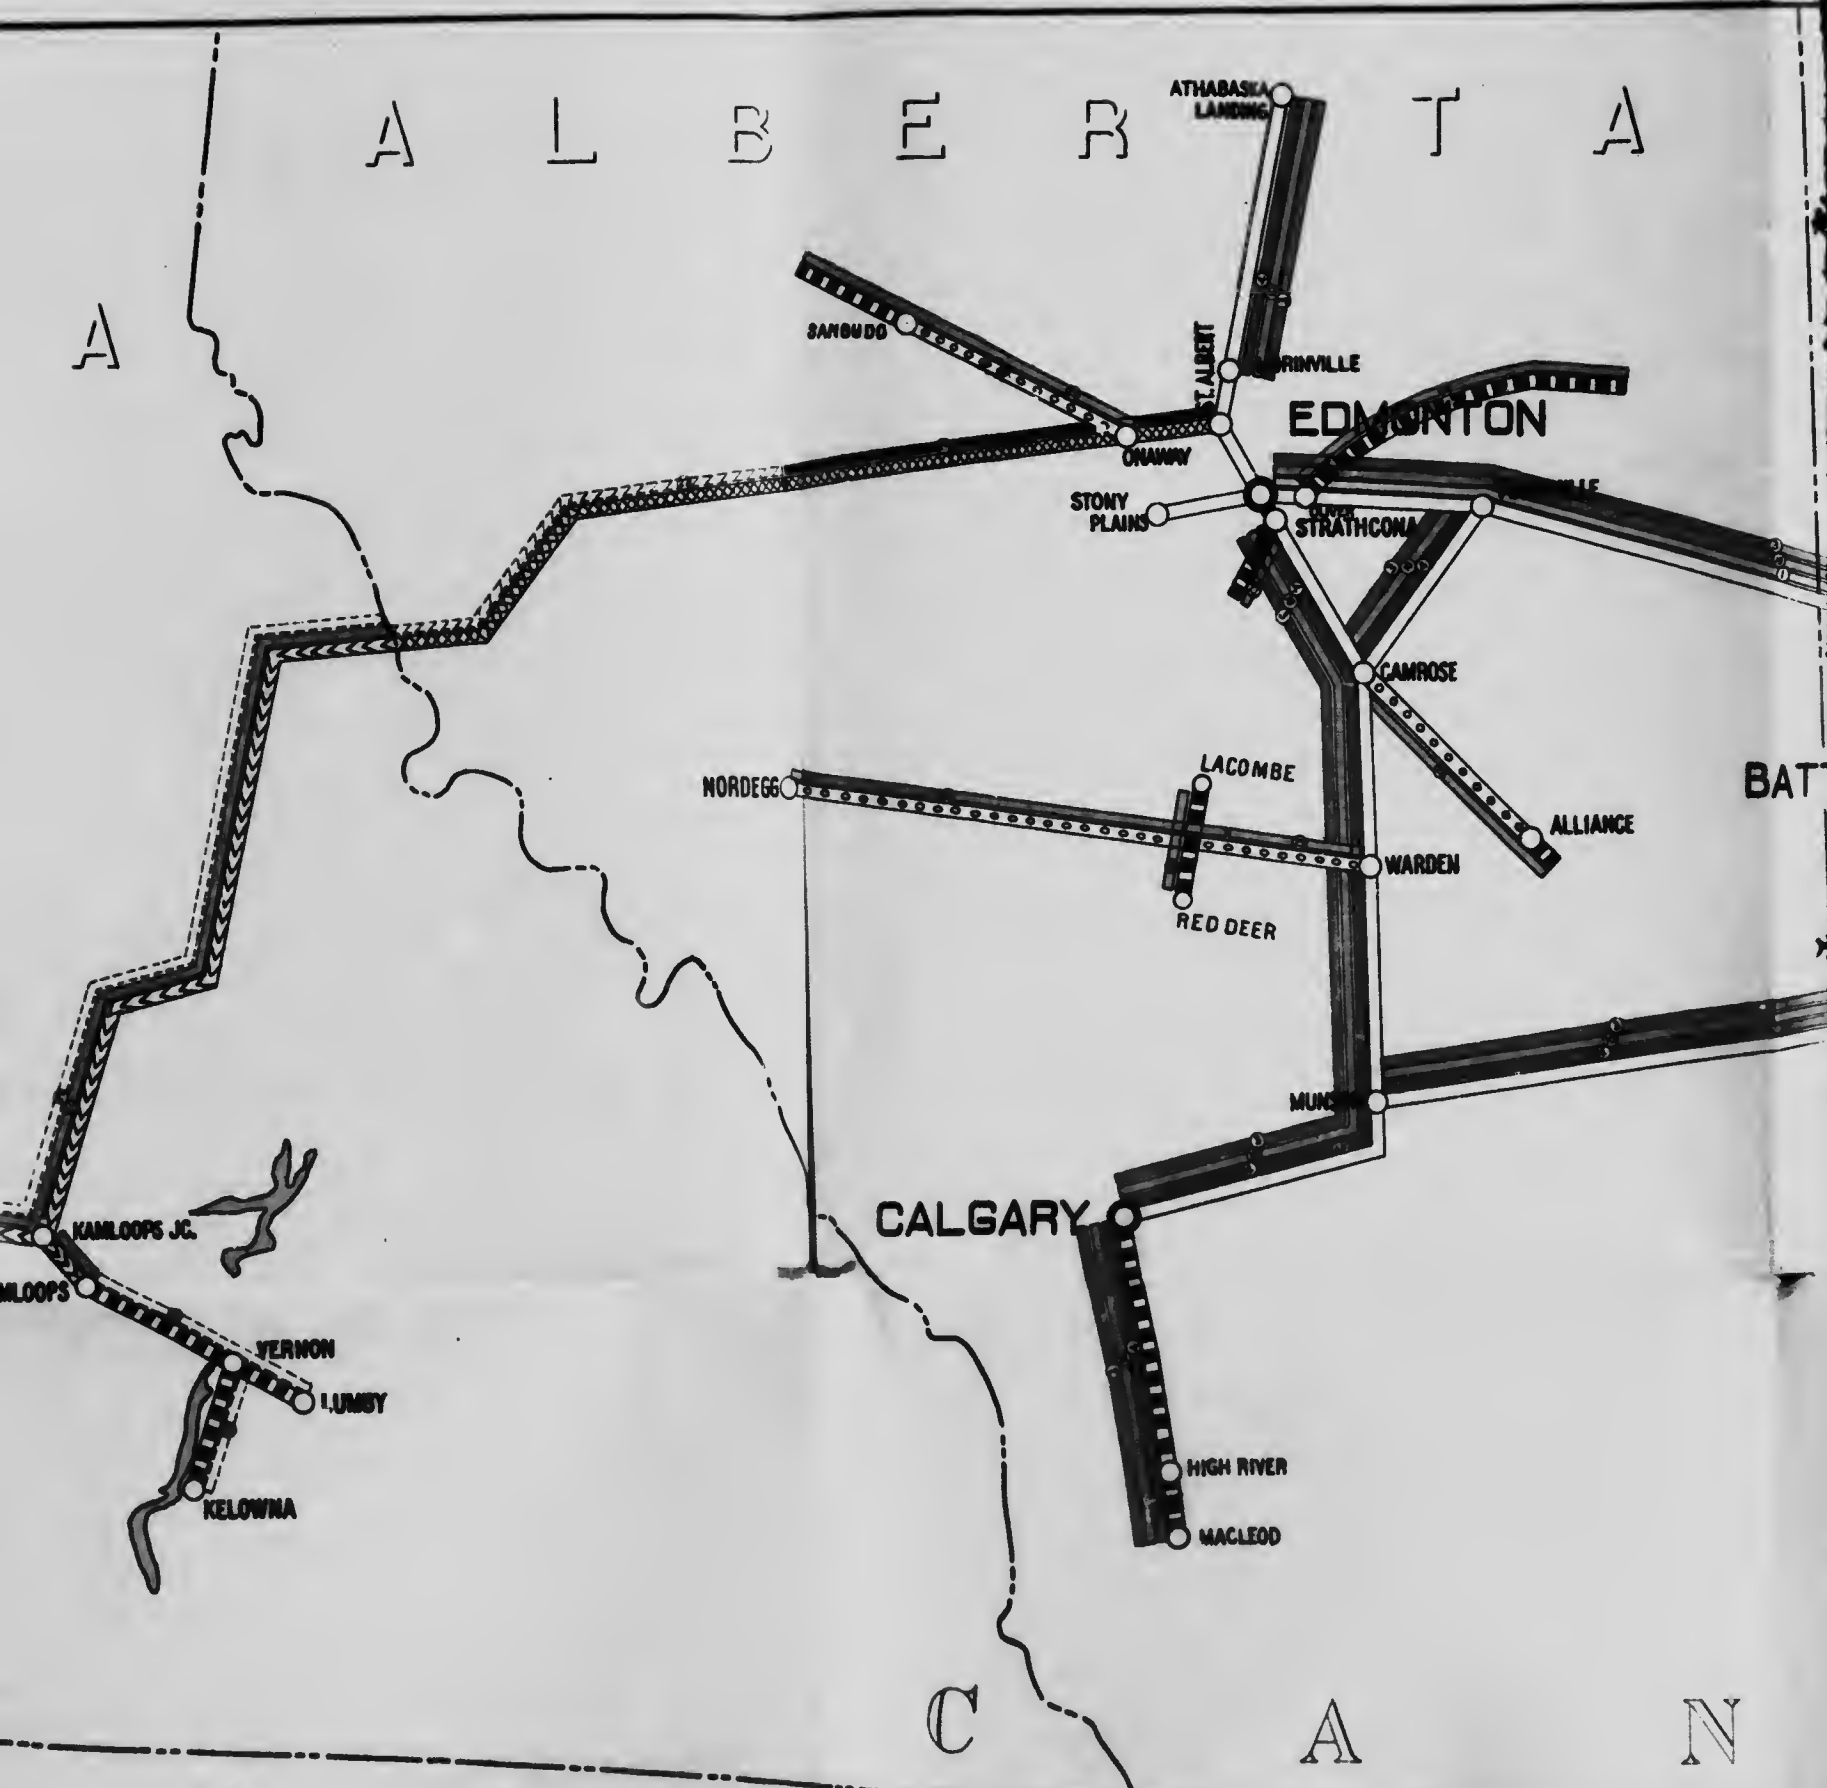 A L B E R T A
ATHABASKA
LANDING
A
SANGUDO
ST. ALBERT
EDMONTON
ONAWAY
STONY
PLAINS
STRATHCONA
CAMROSE
LACOMBE
NORDEGG
BATT
ALLIANCE
WARDEN
RED DEER
CALGARY
KAMLOOPS JC.
MLOOPS
VERNON
LUMBY
KELOWNA
HIGH RIVER
MACLEOD
C A N